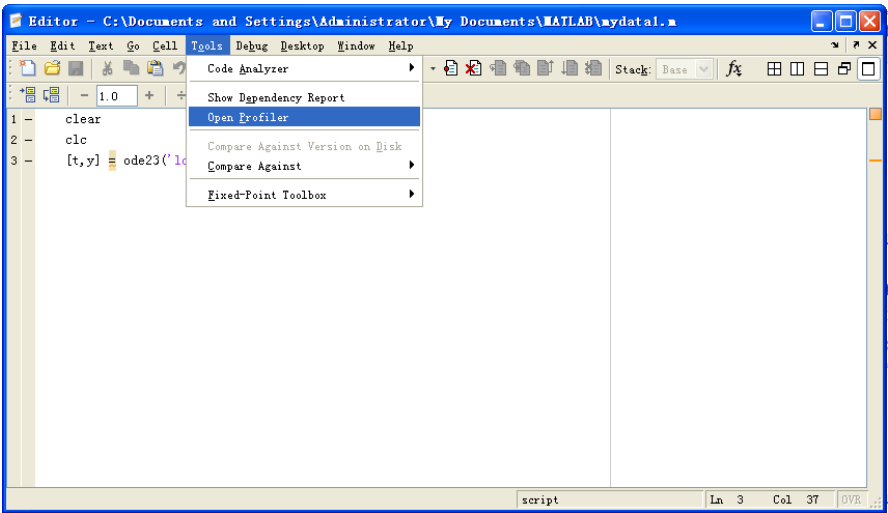 Editor - C:\Documents and Settings\Administrator\My Documents\MATLAB\mydata1.m
File Edit Text Go Cell Tools Debug Desktop Window Help
Stack: Base fx
- 1.0 + ÷
Code Analyzer
Show Dependency Report
Open Profiler
Compare Against Version on Disk
Compare Against
Fixed-Point Toolbox
1 - clear
2 - clc
3 - [t,y] = ode23('lo
script Ln 3 Col 37 OVR